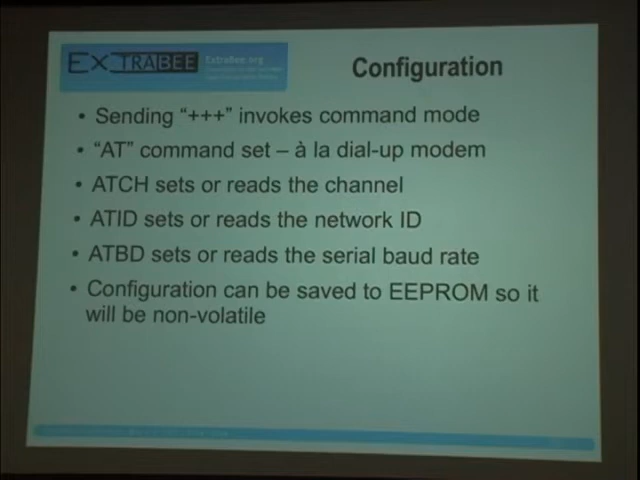 EXTRABEE
ExtraBee.org
Configuration
• Sending "+++" invokes command mode
• "AT" command set – à la dial-up modem
• ATCH sets or reads the channel
• ATID sets or reads the network ID
• ATBD sets or reads the serial baud rate
• Configuration can be saved to EEPROM so it
will be non-volatile